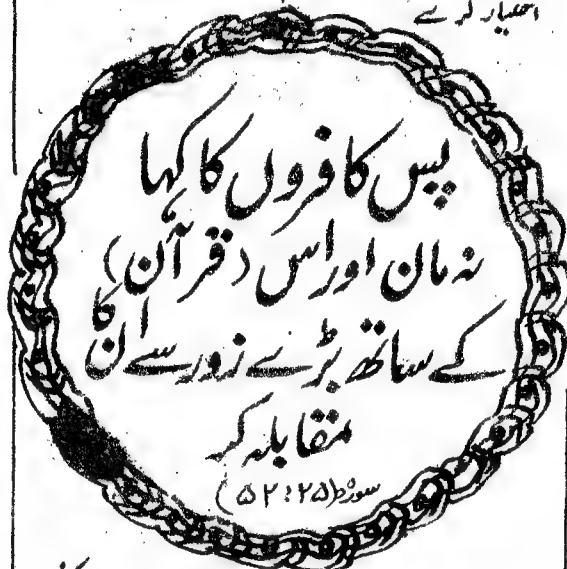 اختیار کرے
پس کافروں کا کہا
نہ مان اور اس (قرآن)
کے ساتھ بڑے زور سے ان کا
مقابلہ کر
سورۃ (۵۲:۲۵)